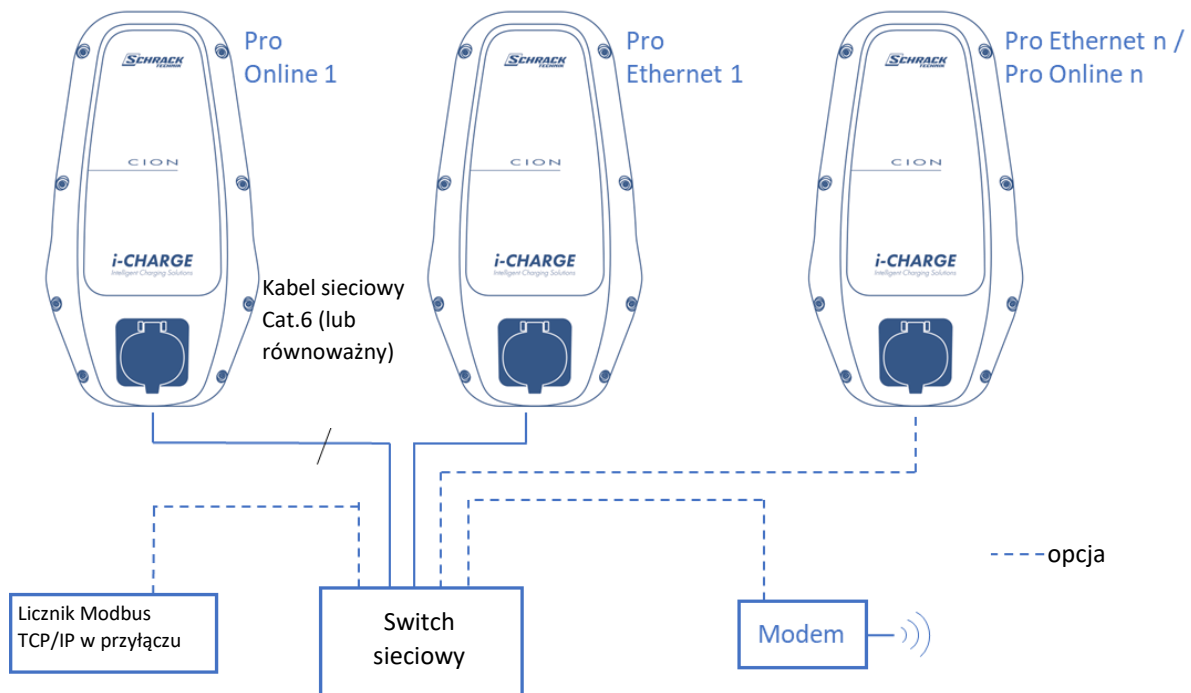 Pro
Online 1
SCHRACK
TECHNIK
CION
i-CHARGE
Intelligent Charging Solutions
Pro
Ethernet 1
SCHRACK
TECHNIK
CION
i-CHARGE
Intelligent Charging Solutions
Pro Ethernet n /
Pro Online n
SCHRACK
TECHNIK
CION
i-CHARGE
Intelligent Charging Solutions
Kabel sieciowy
Cat.6 (lub
równoważny)
opcja
Licznik Modbus
TCP/IP w przyłączu
Switch
sieciowy
Modem